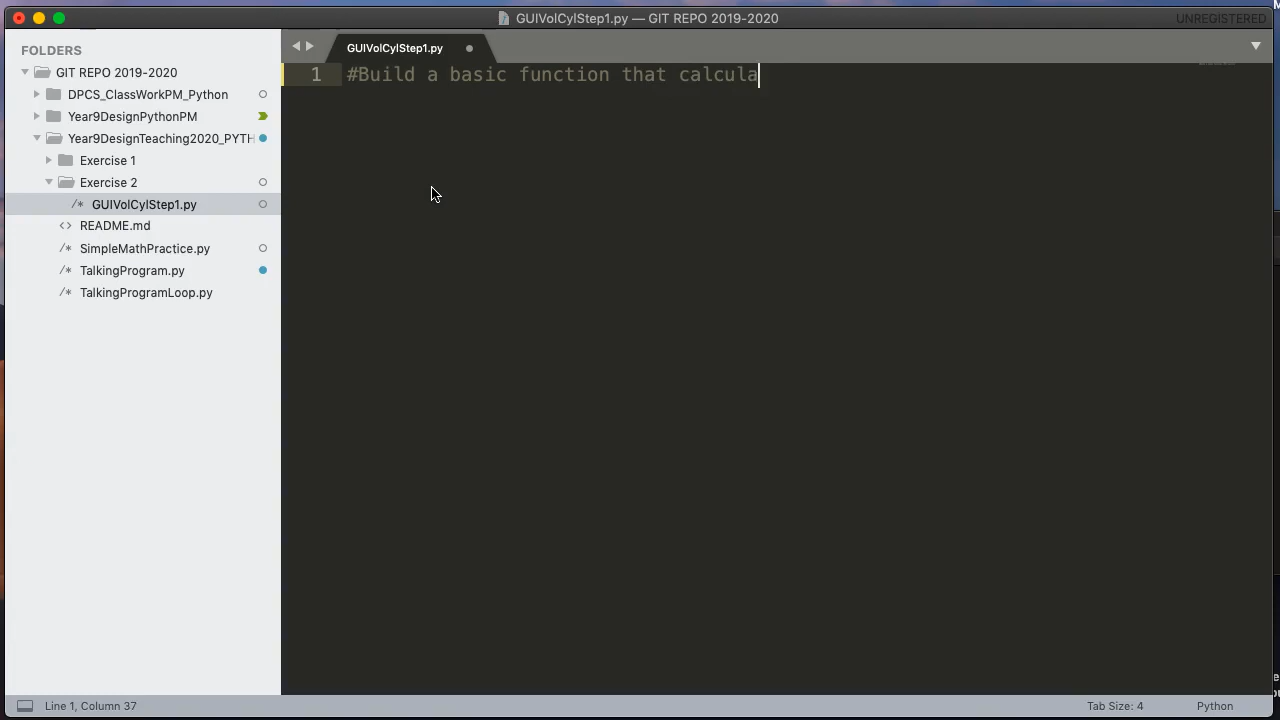 GUIVolCylStep1.py — GIT REPO 2019-2020
UNREGISTERED
FOLDERS
GIT REPO 2019-2020
DPCS_ClassWorkPM_Python
Year9DesignPythonPM
Year9DesignTeaching2020_PYTH
Exercise 1
Exercise 2
/* GUIVolCylStep1.py
<> README.md
/* SimpleMathPractice.py
/* TalkingProgram.py
/* TalkingProgramLoop.py
GUIVolCylStep1.py
1 #Build a basic function that calcula
Line 1, Column 37
Tab Size: 4
Python